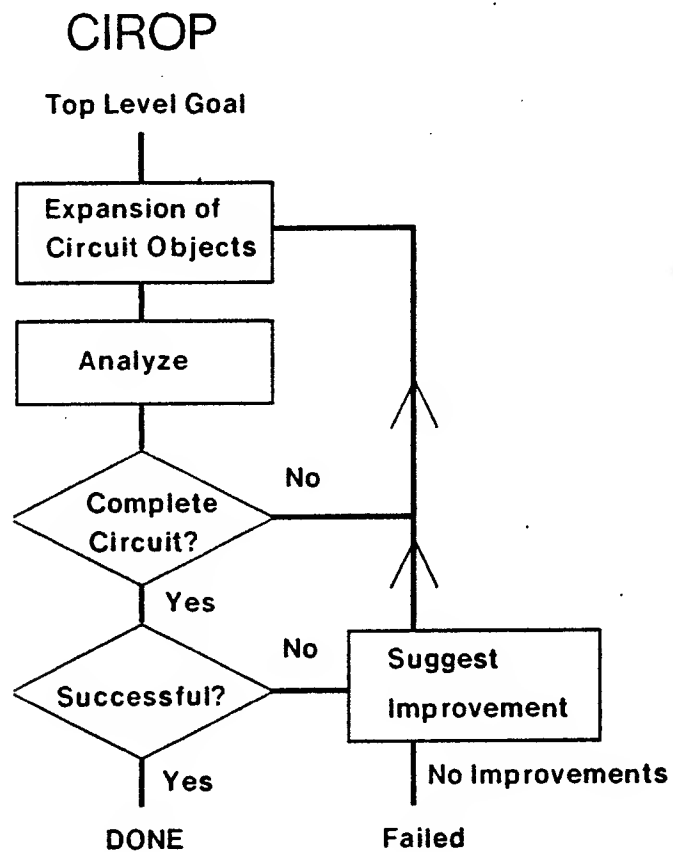 CIROP
Top Level Goal
Expansion of
Circuit Objects
Analyze
No
Complete
Circuit?
Yes
No
Suggest
Improvement
Successful?
Yes
No Improvements
DONE
Failed